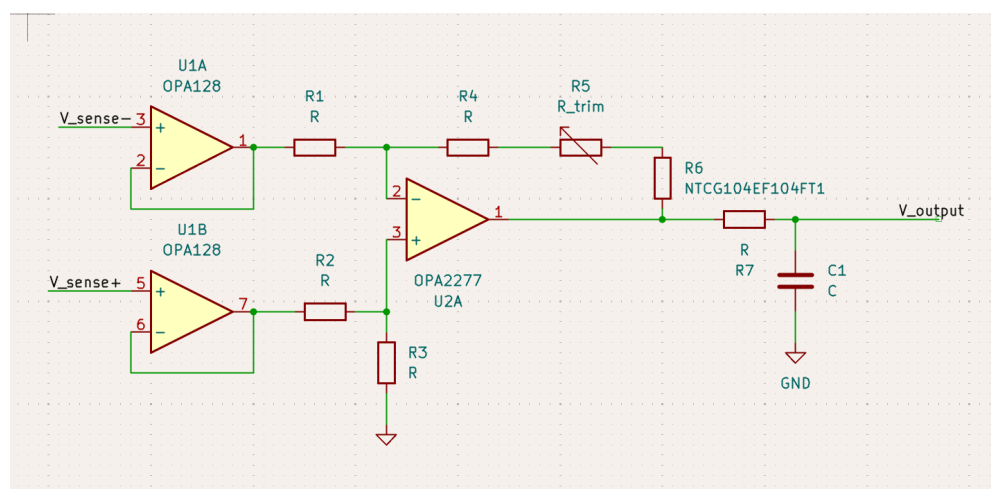 U1A
OPA128
V_sense-
3
+
2
-
1
R1
R
R4
R
R5
R_trim
R6
NTCG104EF104FT1
2
-
3
+
1
OPA2277
U2A
V_output
R
R7
C1
C
GND
U1B
OPA128
V_sense+
5
+
6
-
7
R2
R
R3
R